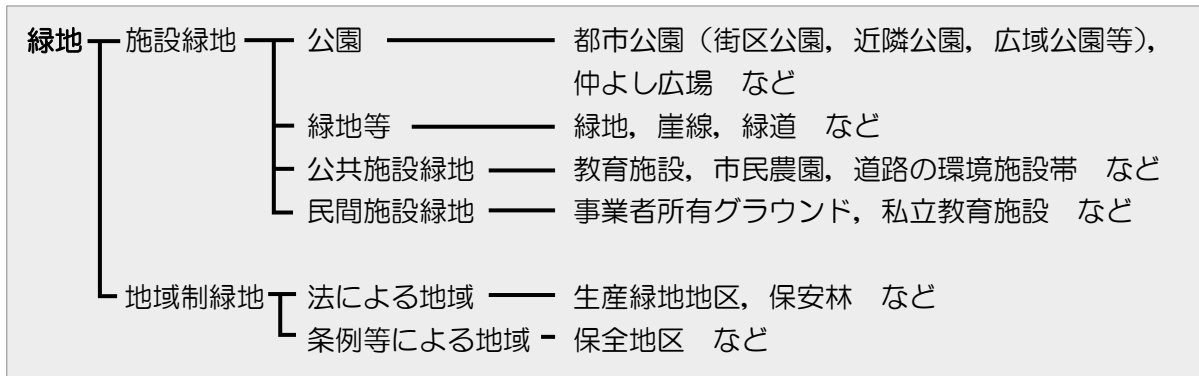 緑地 施設緑地 公園 都市公園（街区公園，近隣公園，広域公園等），
仲よし広場　など
緑地等 緑地，崖線，緑道　など
公共施設緑地 教育施設，市民農園，道路の環境施設帯　など
民間施設緑地 事業者所有グラウンド，私立教育施設　など
地域制緑地 法による地域 生産緑地地区，保安林　など
条例等による地域 保全地区　など